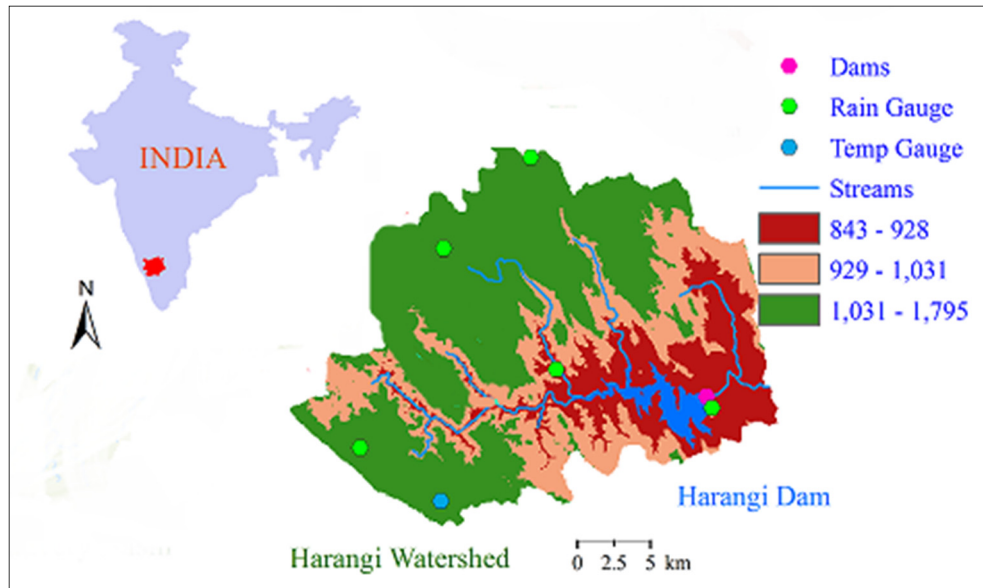 INDIA
N
Dams
Rain Gauge
Temp Gauge
Streams
843 - 928
929 - 1,031
1,031 - 1,795
Harangi Dam
Harangi Watershed
0 2.5 5 km